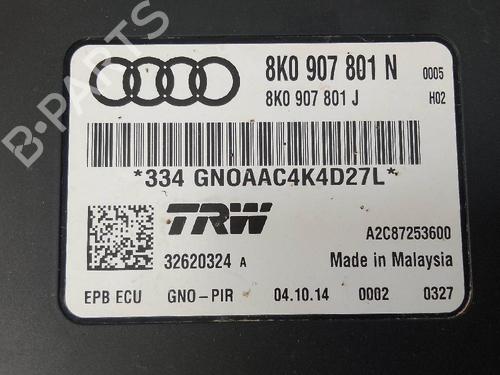 8K0 907 801 N 0005
8K0 907 801 J H02
*334 GNOAAC4K4D27L*
TRW
A2C87253600
32620324 A
Made in Malaysia
EPB ECU GNO-PIR 04.10.14 0002 0327
B-PARTS